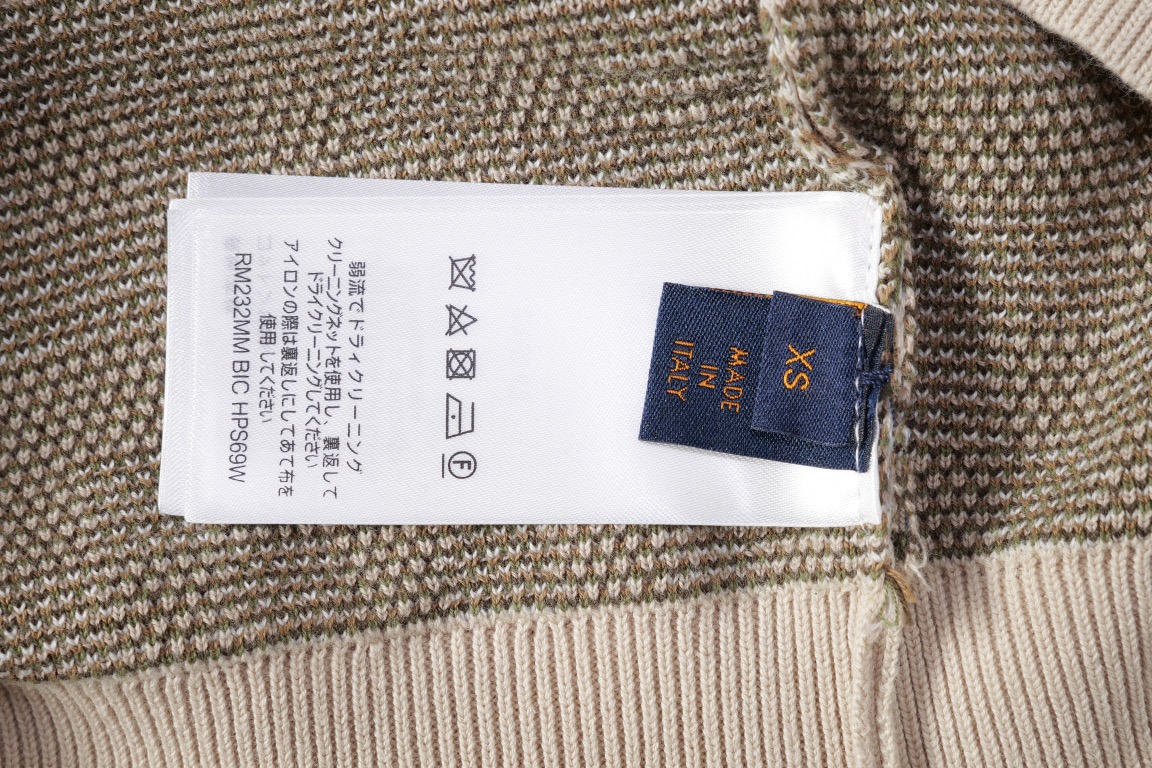 弱流で ドライクリーニング
クリーニングネットを使用し、裏返して
ドライクリーニングしてください
アイロンの際は裏返しにしてあて布を
使用してください
RM232MM BIC HPS69W
F
XS
MADE
IN
ITALY